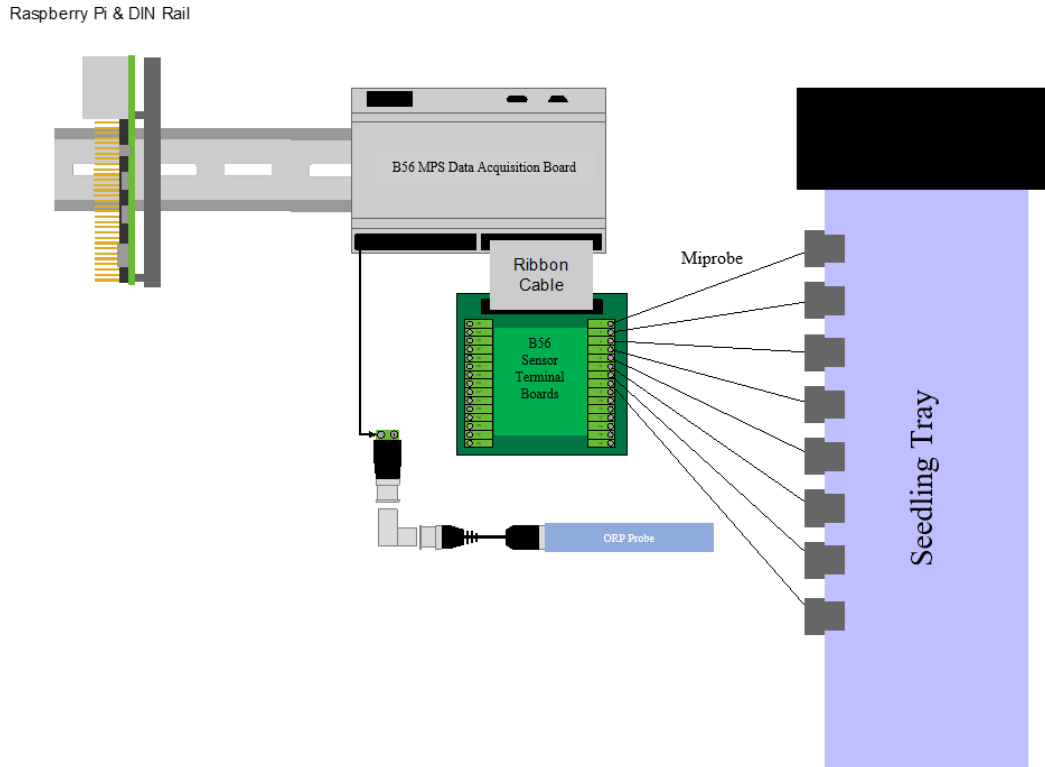 Raspberry Pi & DIN Rail
B56 MPS Data Acquisition Board
Ribbon
Cable
Miprobe
B56
Sensor
Terminal
Boards
Seedling Tray
ORP Probe